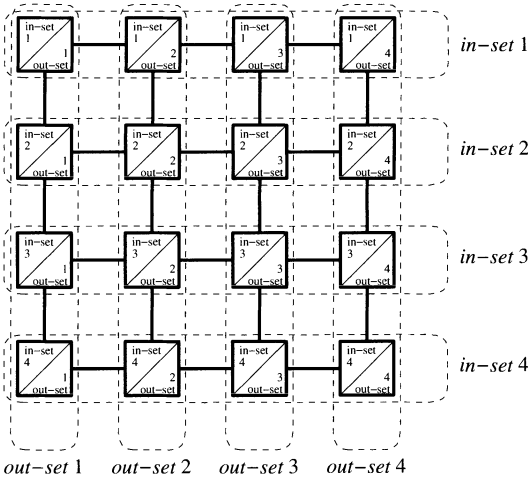 in-set in-set in-set in-set
1 1 1 1
in-set 1
1 2 3 4
out-set out-set out-set out-set
in-set in-set in-set in-set
2 2 2 2
in-set 2
1 2 3 4
out-set out-set out-set out-set
in-set in-set in-set in-set
3 3 3 3
in-set 3
1 2 3 4
out-set out-set out-set out-set
in-set in-set in-set in-set
4 4 4 4
in-set 4
1 2 3 4
out-set out-set out-set out-set
out-set 1 out-set 2 out-set 3 out-set 4